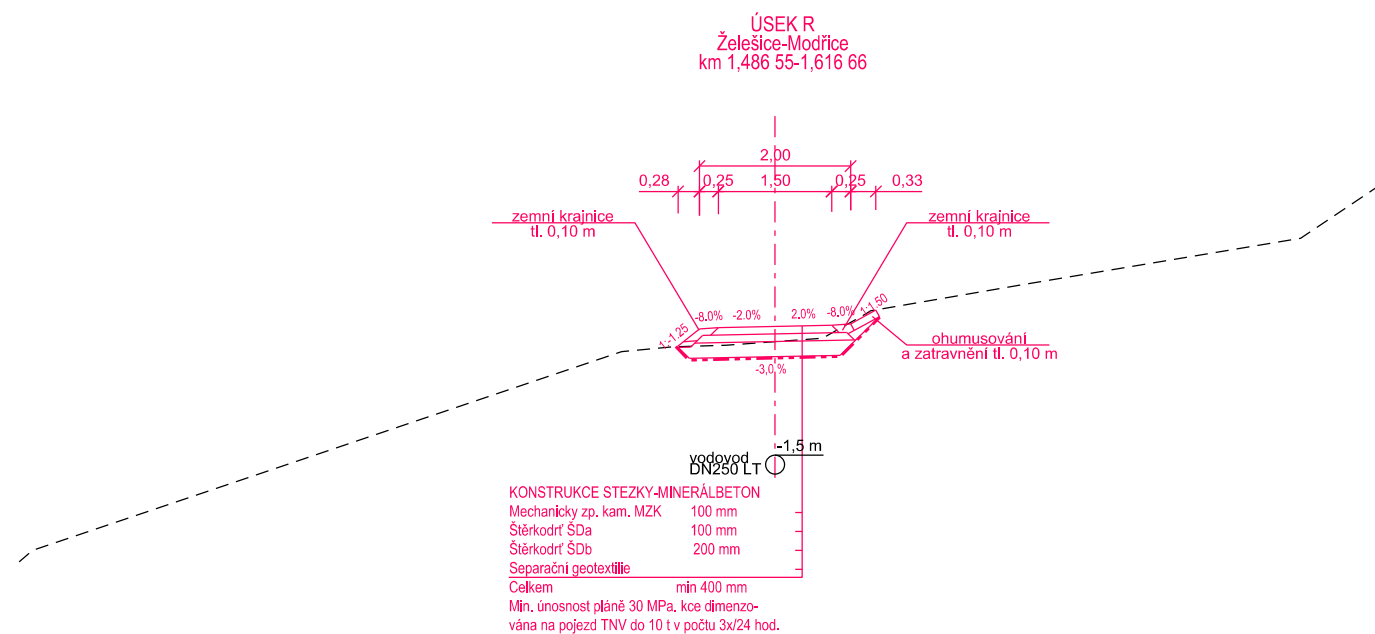 ÚSEK R
Želešice-Modřice
km 1,486 55-1,616 66
2,00
0,28 0,25 1,50 0,25 0,33
zemní krajnice
tl. 0,10 m
zemní krajnice
tl. 0,10 m
1:-1.25 -8.0% -2.0% 2.0% -8.0% 1:1.50
-3,0,%
ohumusování
a zatravnění tl. 0,10 m
-1,5 m
vodovod
DN250 LT
KONSTRUKCE STEZKY-MINERÁLBETON
Mechanicky zp. kam. MZK 100 mm
Štěrkodrť ŠDa 100 mm
Štěrkodrť ŠDb 200 mm
Separační geotextilie
Celkem min 400 mm
Min. únosnost pláně 30 MPa. kce dimenzo-
vána na pojezd TNV do 10 t v počtu 3x/24 hod.